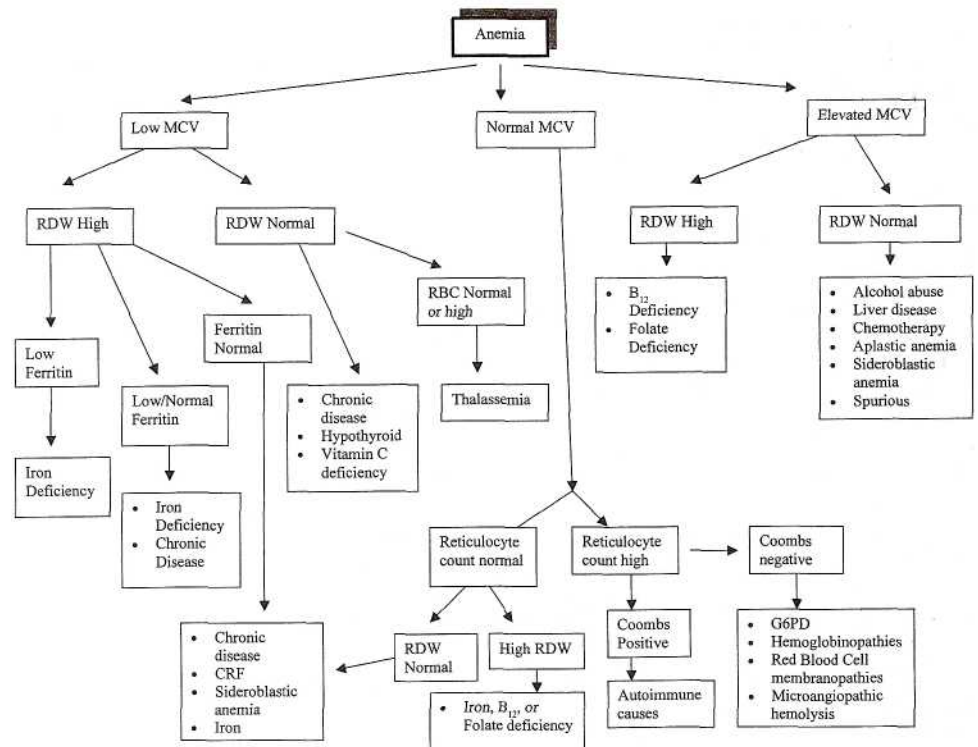 Anemia
Low MCV
Normal MCV
Elevated MCV
RDW High
RDW Normal
RDW High
RDW Normal
RBC Normal
or high
• B12
Deficiency
• Folate
Deficiency
• Alcohol abuse
• Liver disease
• Chemotherapy
• Aplastic anemia
• Sideroblastic
anemia
• Spurious
Ferritin
Normal
Low
Ferritin
Low/Normal
Ferritin
• Chronic
disease
• Hypothyroid
• Vitamin C
deficiency
Thalassemia
Iron
Deficiency
• Iron
Deficiency
• Chronic
Disease
Reticulocyte
count normal
Reticulocyte
count high
Coombs
negative
• Chronic
disease
• CRF
• Sideroblastic
anemia
• Iron
RDW
Normal
High RDW
Coombs
Positive
• G6PD
• Hemoglobinopathies
• Red Blood Cell
membranopathies
• Microangiopathic
hemolysis
• Iron, B12, or
Folate deficiency
Autoimmune
causes